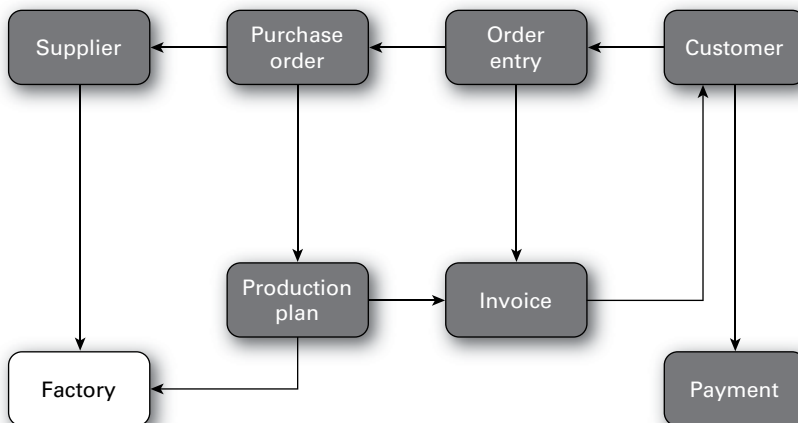 Supplier
Purchase
order
Order
entry
Customer
Production
plan
Invoice
Factory
Payment